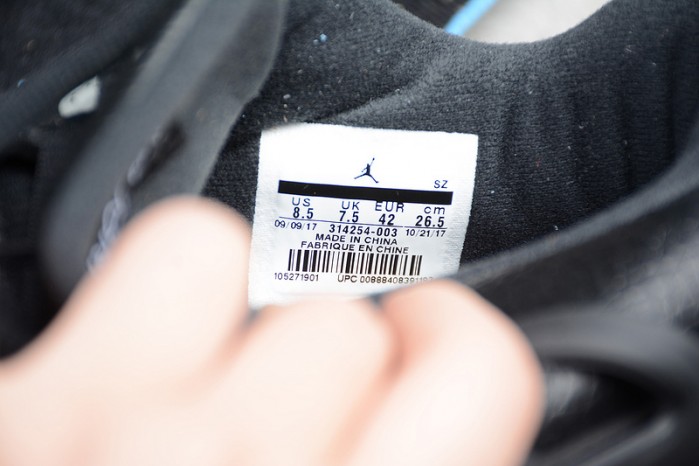 SZ
US UK EUR cm
8.5 7.5 42 26.5
09/09/17 314254-003 10/21/17
MADE IN CHINA
FABRIQUE EN CHINE
105271901 UPC